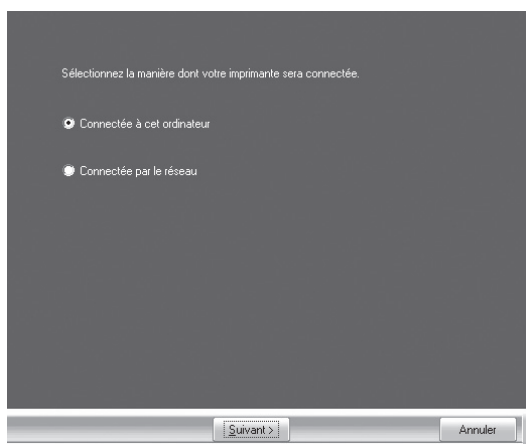 Sélectionnez la manière dont votre imprimante sera connectée.
Connectée à cet ordinateur
Connectée par le réseau
Suivant >
Annuler